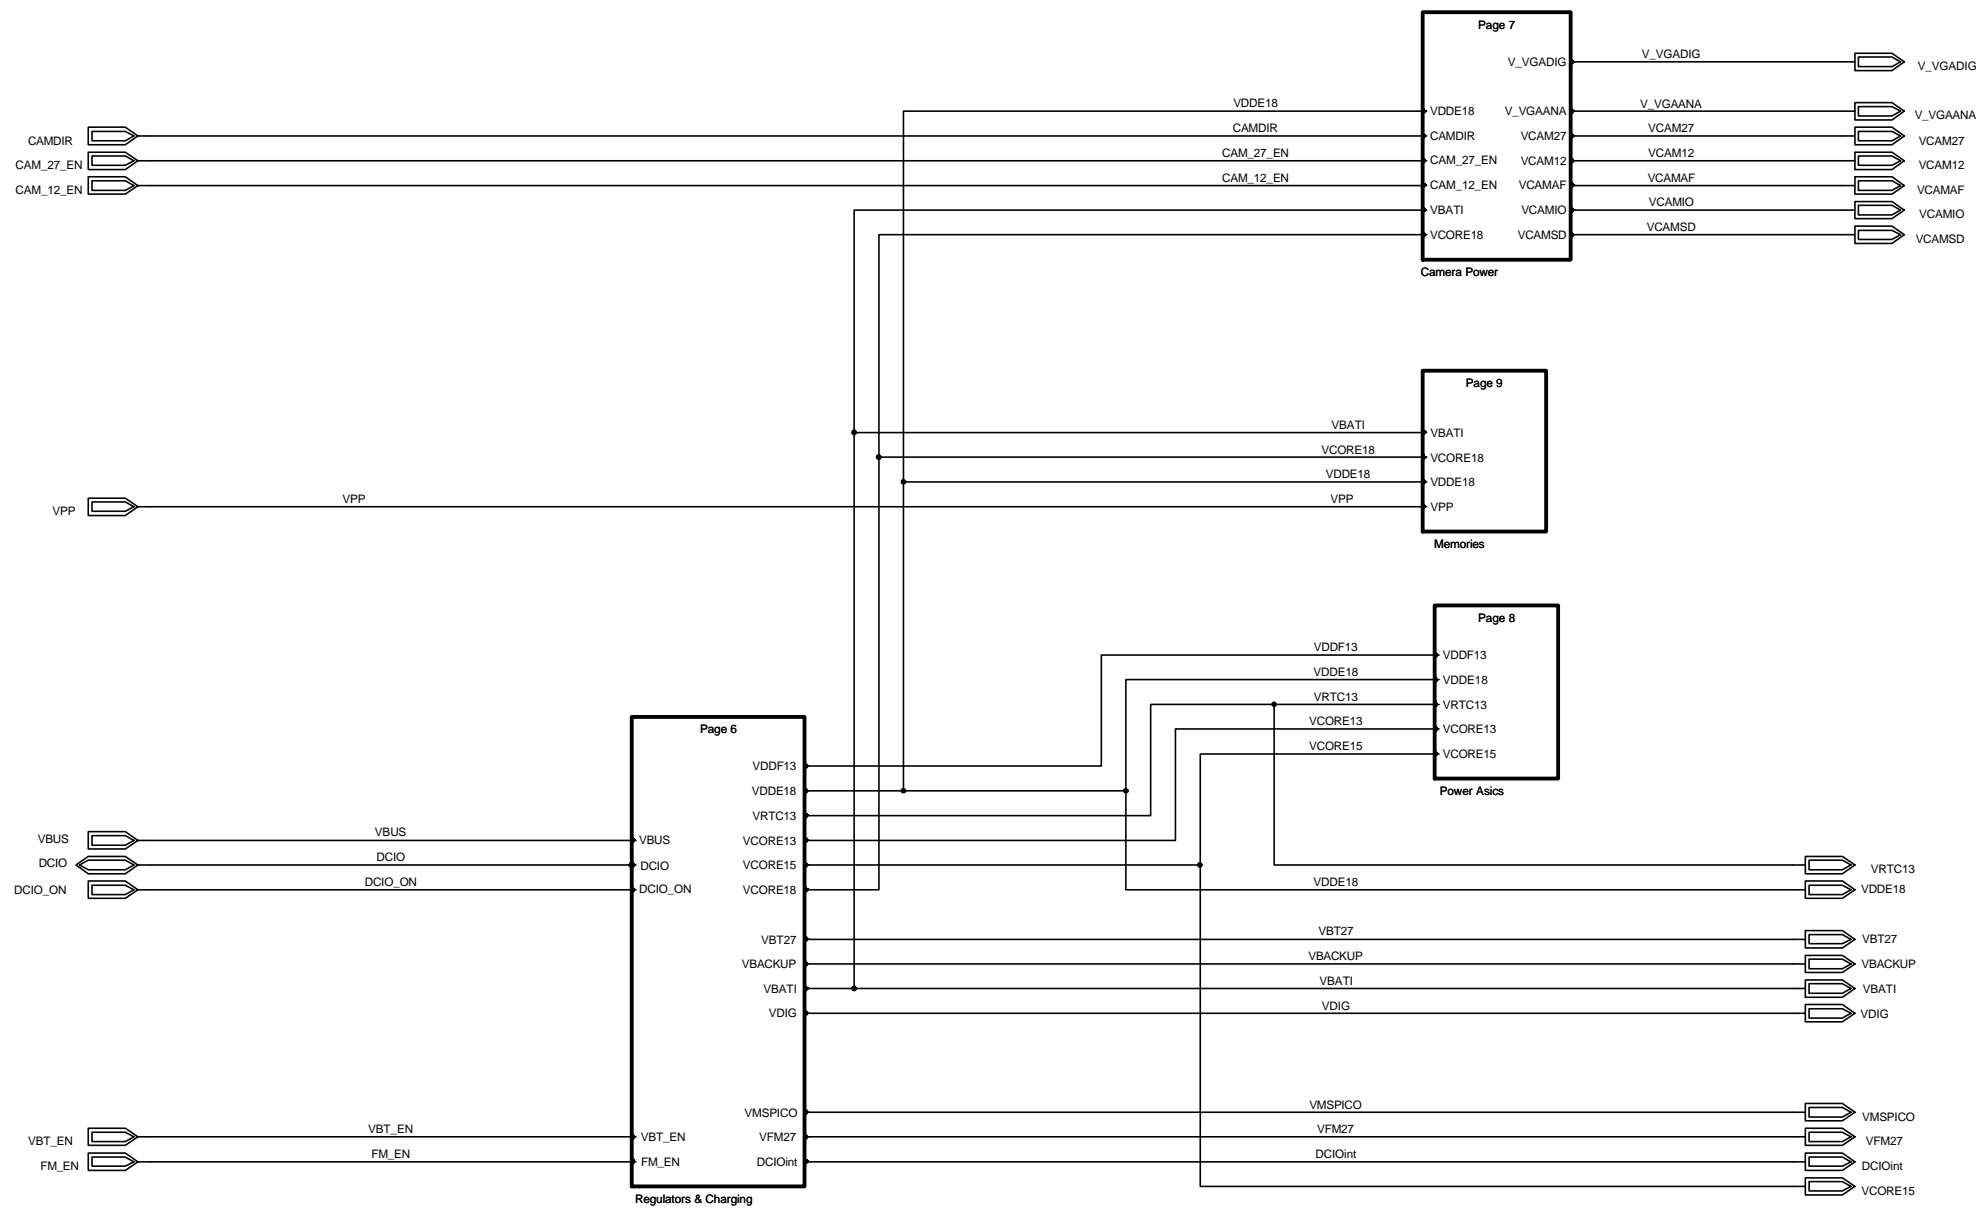 Page 7
V_VGADIG V_VGADIG V_VGADIG
VDDE18 VDDE18 V_VGAANA V_VGAANA V_VGAANA
CAMDIR CAMDIR CAMDIR VCAM27 VCAM27 VCAM27
CAM_27_EN CAM_27_EN CAM_27_EN VCAM12 VCAM12 VCAM12
CAM_12_EN CAM_12_EN CAM_12_EN VCAMAF VCAMAF VCAMAF
VBATI VCAMIO VCAMIO VCAMIO
VCORE18 VCAMSD VCAMSD VCAMSD
Camera Power
Page 9
VBATI VBATI
VCORE18 VCORE18
VDDE18 VDDE18
VPP VPP VPP VPP
Memories
Page 8
VDDF13 VDDF13
VDDE18 VDDE18
VRTC13 VRTC13
VCORE13 VCORE13
VCORE15 VCORE15
Power Asics
Page 6
VDDF13
VDDE18
VRTC13
VBUS VBUS VBUS VCORE13
DCIO DCIO DCIO VCORE15 VRTC13
DCIO_ON DCIO_ON DCIO_ON VCORE18 VDDE18 VDDE18
VBT27 VBT27 VBT27
VBACKUP VBACKUP VBACKUP
VBATI VBATI VBATI
VDIG VDIG VDIG
VMSPICO VMSPICO VMSPICO
VBT_EN VBT_EN VBT_EN VFM27 VFM27 VFM27
FM_EN FM_EN FM_EN DCIOint DCIOint DCIOint
VCORE15
Regulators & Charging